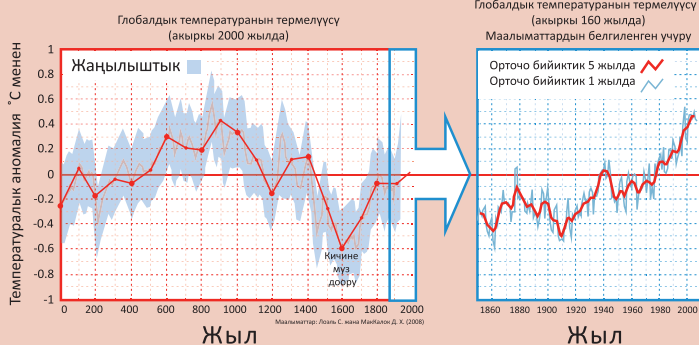 Глобалдык температуранын термелүүсү
(акыркы 2000 жылда)
Температуралык аномалия ˚С менен
Жаңылыштык
1
0.8
0.6
0.4
0.2
0
-0.2
-0.4
-0.6
-0.8
-1
Кичине
муз
доору
0 200 400 600 800 1000 1200 1400 1600 1800 2000
Маалыматтар: Лоэль С. жана МакКалок Д. Х. (2008)
Жыл
Глобалдык температуранын термелүүсү
(акыркы 160 жылда)
Маалыматтардын белгиленген учуру
Орточо бийиктик 5 жылда
Орточо бийиктик 1 жылда
1860 1880 1900 1910 1920 1940 1950 1960 1980 2000
Жыл